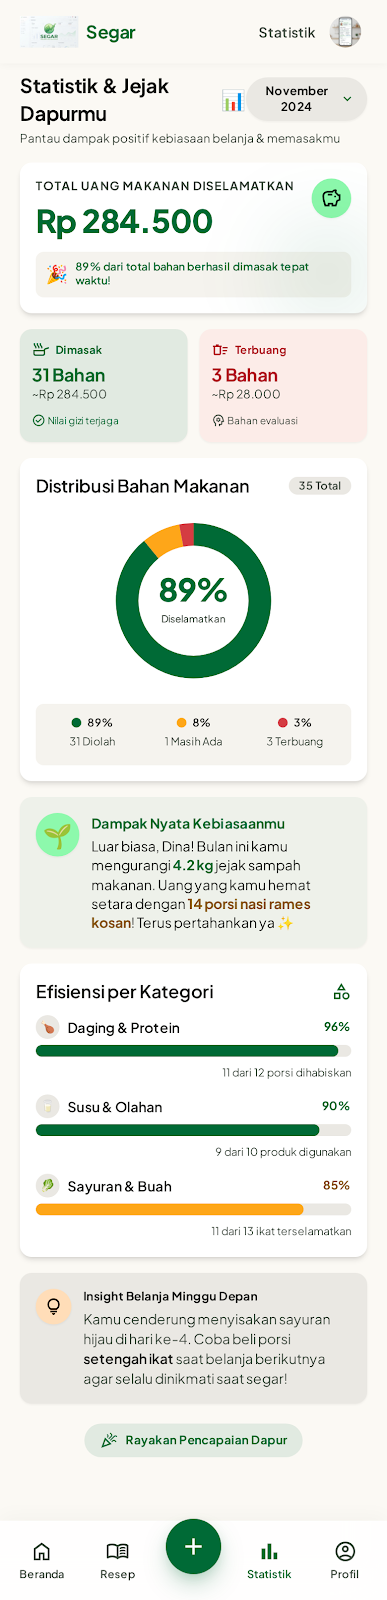 SEGAR
Segar
Statistik
Statistik & Jejak
Dapurmu
November
2024
Pantau dampak positif kebiasaan belanja & memasakmu
TOTAL UANG MAKANAN DISELAMATKAN
Rp 284.500
89% dari total bahan berhasil dimasak tepat
waktu!
Dimasak
31 Bahan
~Rp 284.500
Nilai gizi terjaga
Terbuang
3 Bahan
~Rp 28.000
Bahan evaluasi
Distribusi Bahan Makanan
35 Total
89%
Diselamatkan
89%
31 Diolah
8%
1 Masih Ada
3%
3 Terbuang
Dampak Nyata Kebiasaanmu
Luar biasa, Dina! Bulan ini kamu
mengurangi 4.2 kg jejak sampah
makanan. Uang yang kamu hemat
setara dengan 14 porsi nasi rames
kosan! Terus pertahankan ya ✨
Efisiensi per Kategori
Daging & Protein
96%
11 dari 12 porsi dihabiskan
Susu & Olahan
90%
9 dari 10 produk digunakan
Sayuran & Buah
85%
11 dari 13 ikat terselamatkan
Insight Belanja Minggu Depan
Kamu cenderung menyisakan sayuran
hijau di hari ke-4. Coba beli porsi
setengah ikat saat belanja berikutnya
agar selalu dinikmati saat segar!
Rayakan Pencapaian Dapur
Beranda
Resep
Statistik
Profil